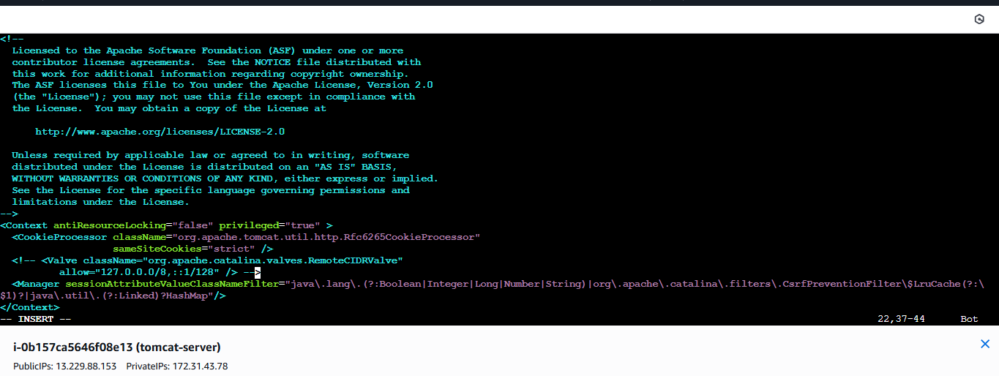 <!--
  Licensed to the Apache Software Foundation (ASF) under one or more
  contributor license agreements.  See the NOTICE file distributed with
  this work for additional information regarding copyright ownership.
  The ASF licenses this file to You under the Apache License, Version 2.0
  (the "License"); you may not use this file except in compliance with
  the License.  You may obtain a copy of the License at

      http://www.apache.org/licenses/LICENSE-2.0

  Unless required by applicable law or agreed to in writing, software
  distributed under the License is distributed on an "AS IS" BASIS,
  WITHOUT WARRANTIES OR CONDITIONS OF ANY KIND, either express or implied.
  See the License for the specific language governing permissions and
  limitations under the License.
-->
<Context antiResourceLocking="false" privileged="true" >
  <CookieProcessor className="org.apache.tomcat.util.http.Rfc6265CookieProcessor"
                   sameSiteCookies="strict" />
  <!-- <Valve className="org.apache.catalina.valves.RemoteCIDRValve"
          allow="127.0.0.0/8,::1/128" /> -->
  <Manager sessionAttributeValueClassNameFilter="java\.lang\.(?:Boolean|Integer|Long|Number|String)|org\.apache\.catalina\.filters\.CsrfPreventionFilter\$LruCache(?:\
$1)?|java\.util\.(?:Linked)?HashMap"/>
</Context>
-- INSERT -- 22,37-44 Bot
i-0b157ca5646f08e13 (tomcat-server)
PublicIPs: 13.229.88.153 PrivateIPs: 172.31.43.78